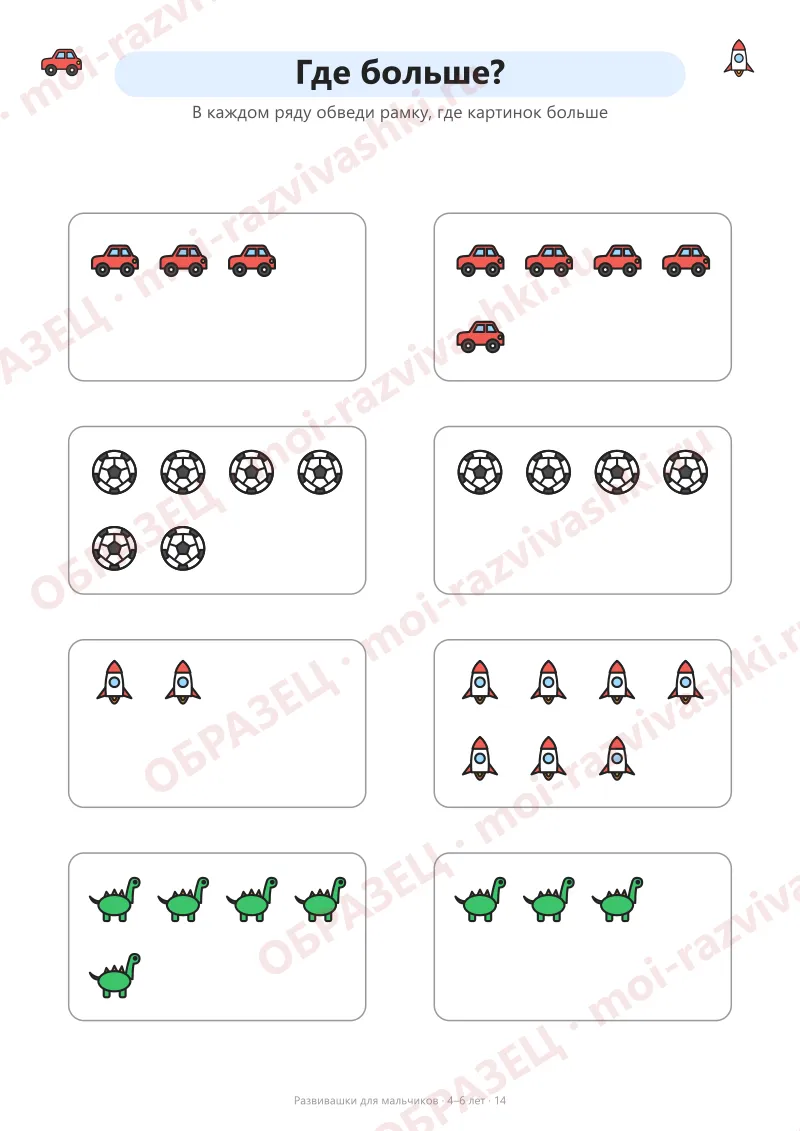 Где больше?
В каждом ряду обведи рамку, где картинок больше
ОБРАЗЕЦ · moi-razvivashki.ru
Развивашки для мальчиков · 4–6 лет · 14